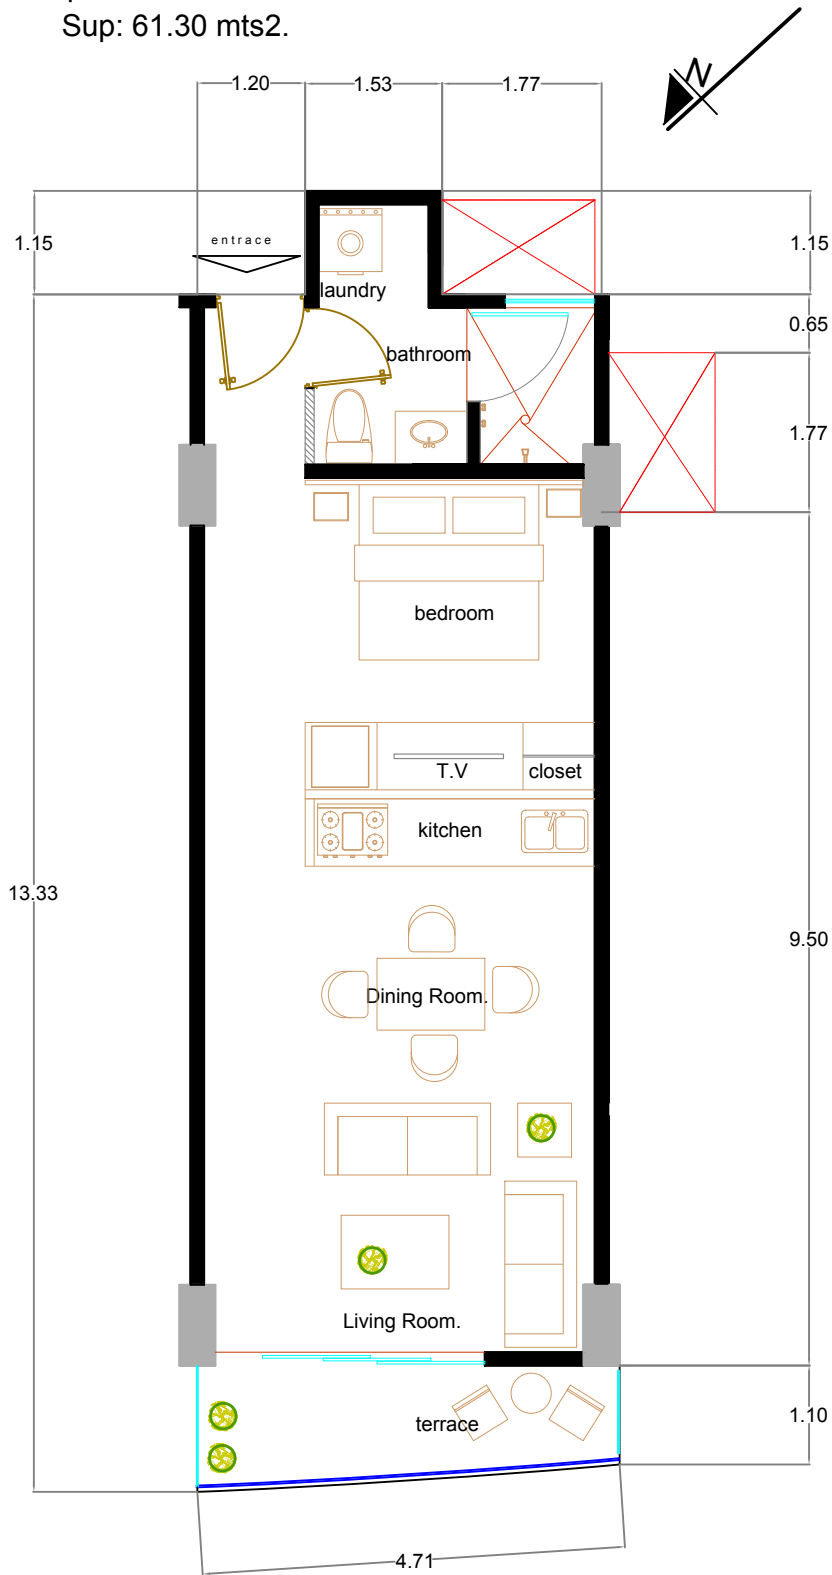 Sup: 61.30 mts2.
N
1.20
1.53
1.77
1.15
entrace
1.15
laundry
0.65
bathroom
1.77
bedroom
T.V
closet
kitchen
13.33
9.50
Dining Room.
Living Room.
terrace
1.10
4.71